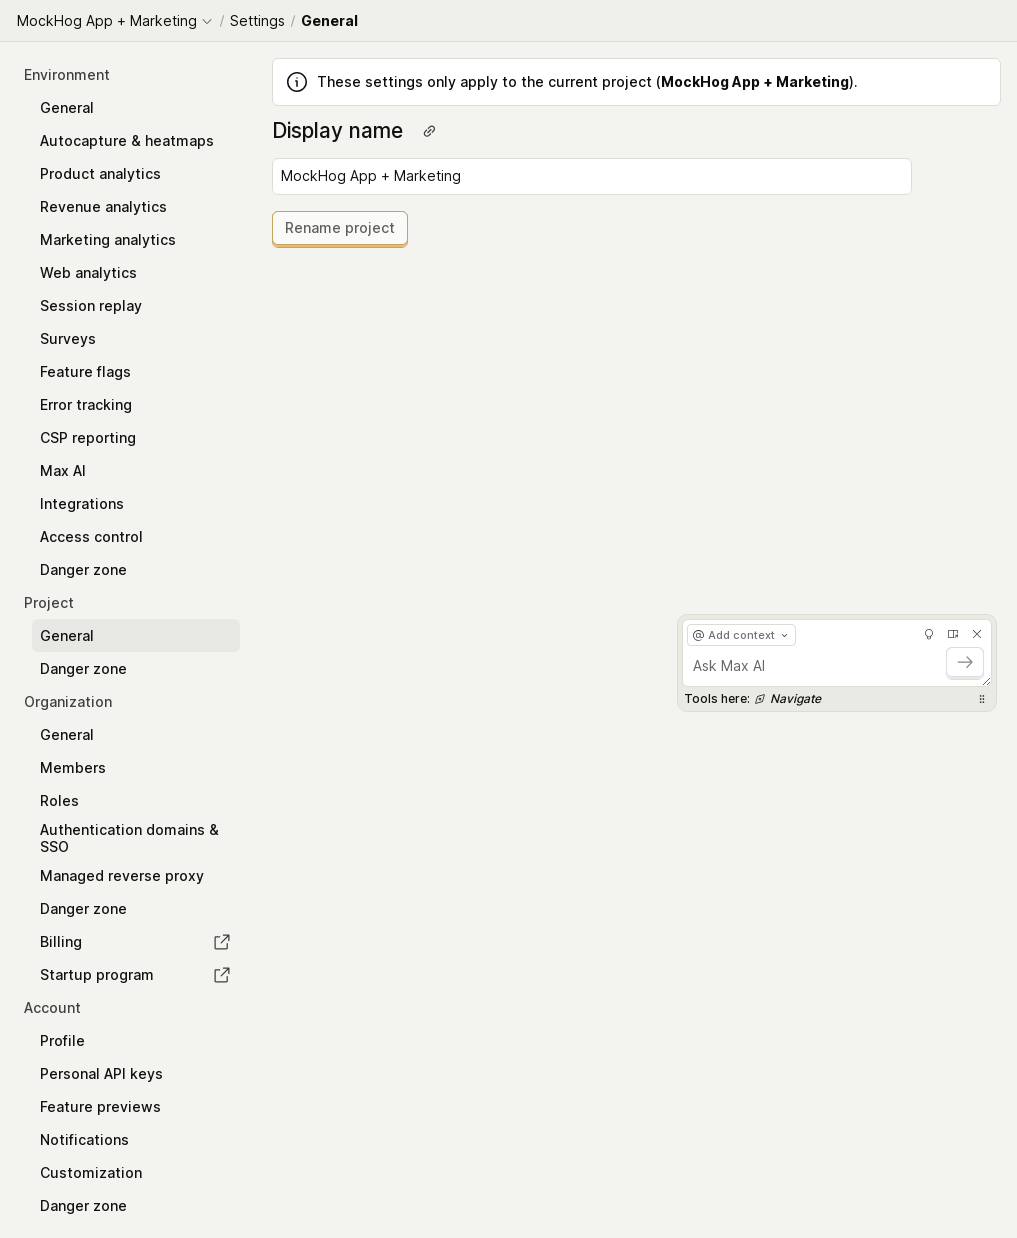 MockHog App + Marketing / Settings / General
Environment
General
Autocapture & heatmaps
Product analytics
Revenue analytics
Marketing analytics
Web analytics
Session replay
Surveys
Feature flags
Error tracking
CSP reporting
Max AI
Integrations
Access control
Danger zone
Project
General
Danger zone
Organization
General
Members
Roles
Authentication domains &
SSO
Managed reverse proxy
Danger zone
Billing
Startup program
Account
Profile
Personal API keys
Feature previews
Notifications
Customization
Danger zone
These settings only apply to the current project (MockHog App + Marketing).
Display name
MockHog App + Marketing
Rename project
@ Add context
Ask Max AI
Tools here: Navigate